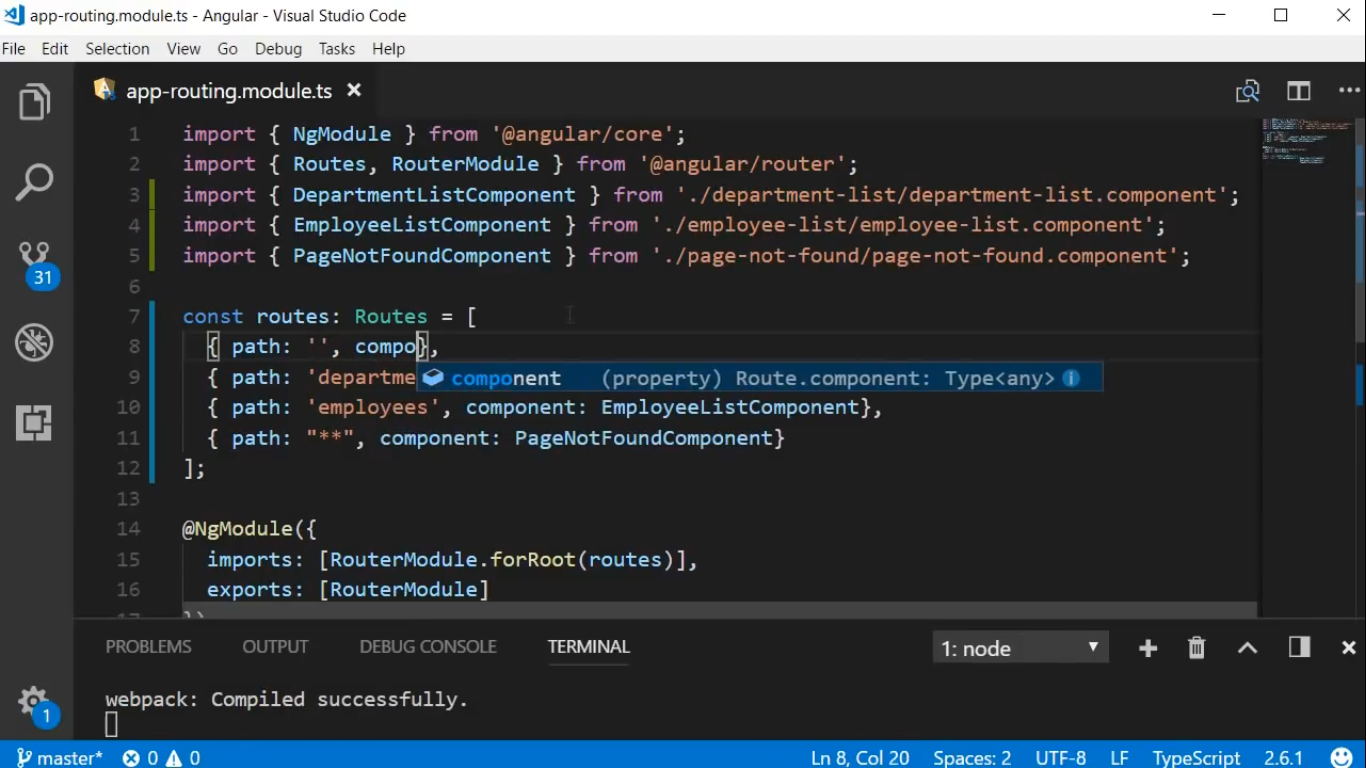 app-routing.module.ts - Angular - Visual Studio Code
File Edit Selection View Go Debug Tasks Help
app-routing.module.ts
1 import { NgModule } from '@angular/core';
2 import { Routes, RouterModule } from '@angular/router';
3 import { DepartmentListComponent } from './department-list/department-list.component';
4 import { EmployeeListComponent } from './employee-list/employee-list.component';
5 import { PageNotFoundComponent } from './page-not-found/page-not-found.component';
6
7 const routes: Routes = [
8 { path: '', compo},
9 { path: 'departme
component (property) Route.component: Type<any>
10 { path: 'employees', component: EmployeeListComponent},
11 { path: "**", component: PageNotFoundComponent}
12 ];
13
14 @NgModule({
15 imports: [RouterModule.forRoot(routes)],
16 exports: [RouterModule]
31
PROBLEMS OUTPUT DEBUG CONSOLE TERMINAL 1: node
webpack: Compiled successfully.
1
master* 0 0 Ln 8, Col 20 Spaces: 2 UTF-8 LF TypeScript 2.6.1